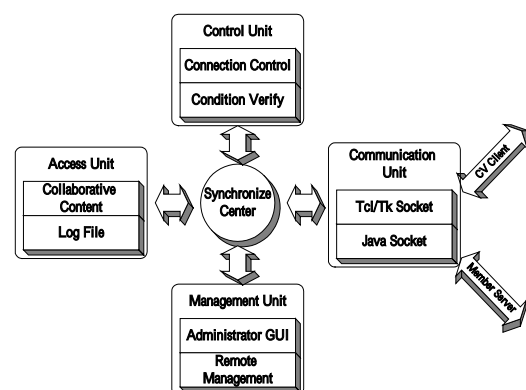 Control Unit
Connection Control
Condition Verify
Access Unit
Collaborative
Content
Log File
Synchronize
Center
Communication
Unit
Tcl/Tk Socket
Java Socket
CV Client
Member Server
Management Unit
Administrator GUI
Remote
Management